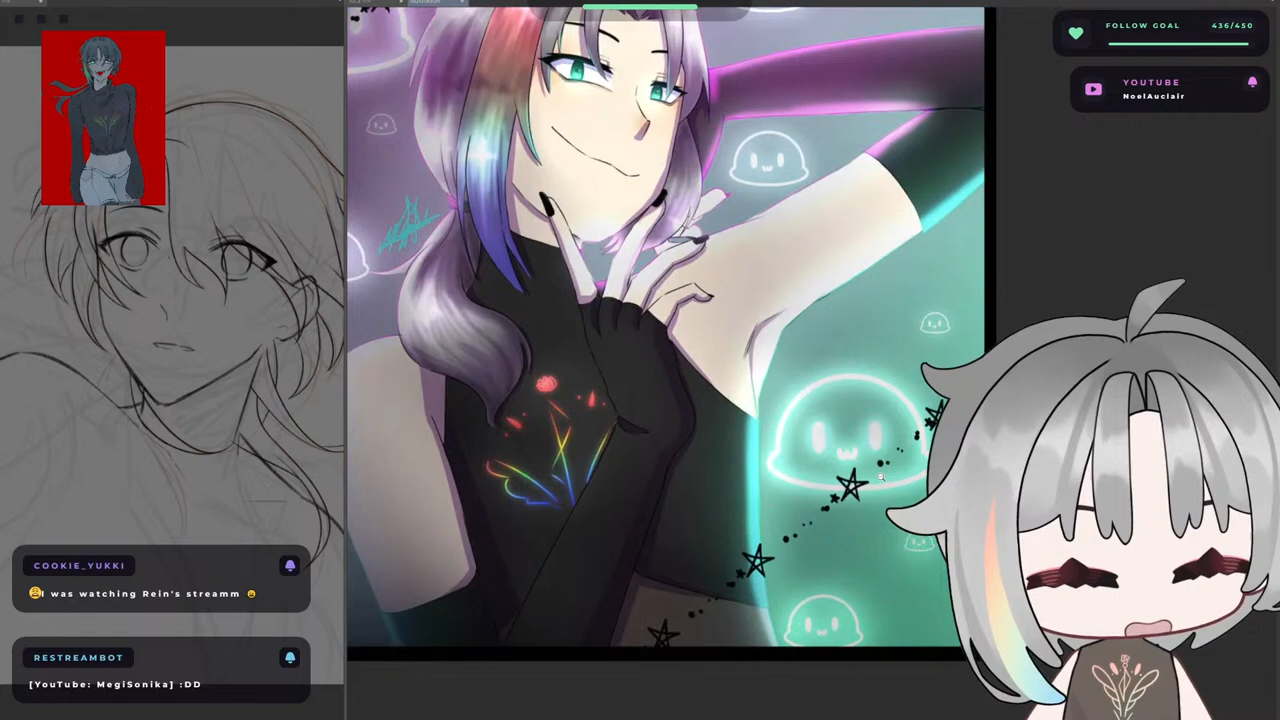 FOLLOW GOAL 436/450
YOUTUBE
NoelAuclair
COOKIE_YUKKI
I was watching Rein's streamm
RESTREAMBOT
[YouTube: MegiSonika] :DD